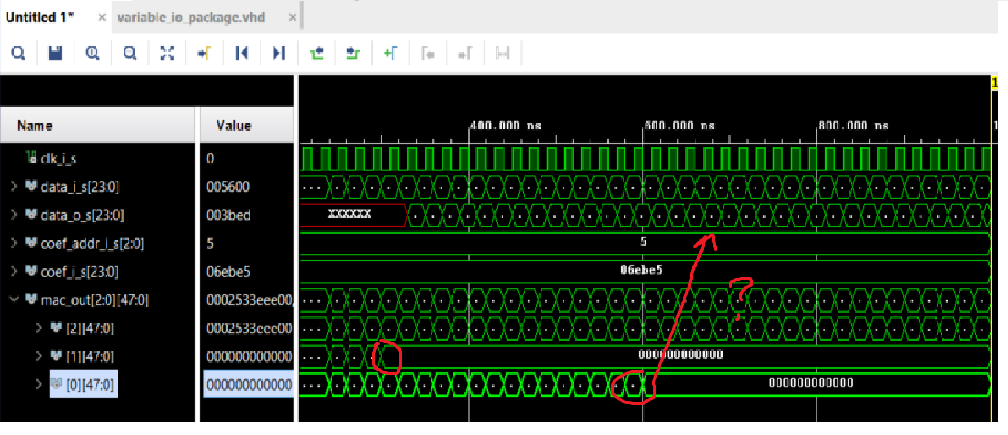 Untitled 1* × variable_io_package.vhd ×
1
Name Value
400.000 ns 600.000 ns 800.000 ns
clk_i_s 0
data_i_s[23:0] 005600 ...
data_o_s[23:0] 003bed XXXXXX
coef_addr_i_s[2:0] 5 5
coef_i_s[23:0] 06ebe5 06ebe5
mac_out[2:0][47:0] 0002533eee00, ... ?
[2][47:0] 0002533eee00 ...
[1][47:0] 000000000000 ... 000000000000
[0][47:0] 000000000000 ... 000000000000